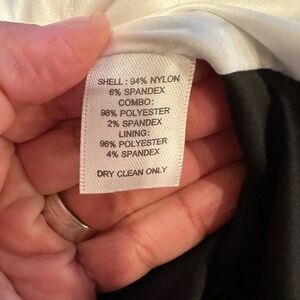 SHELL: 94% NYLON
6% SPANDEX
COMBO:
98% POLYESTER
2% SPANDEX
LINING:
96% POLYESTER
4% SPANDEX
DRY CLEAN ONLY